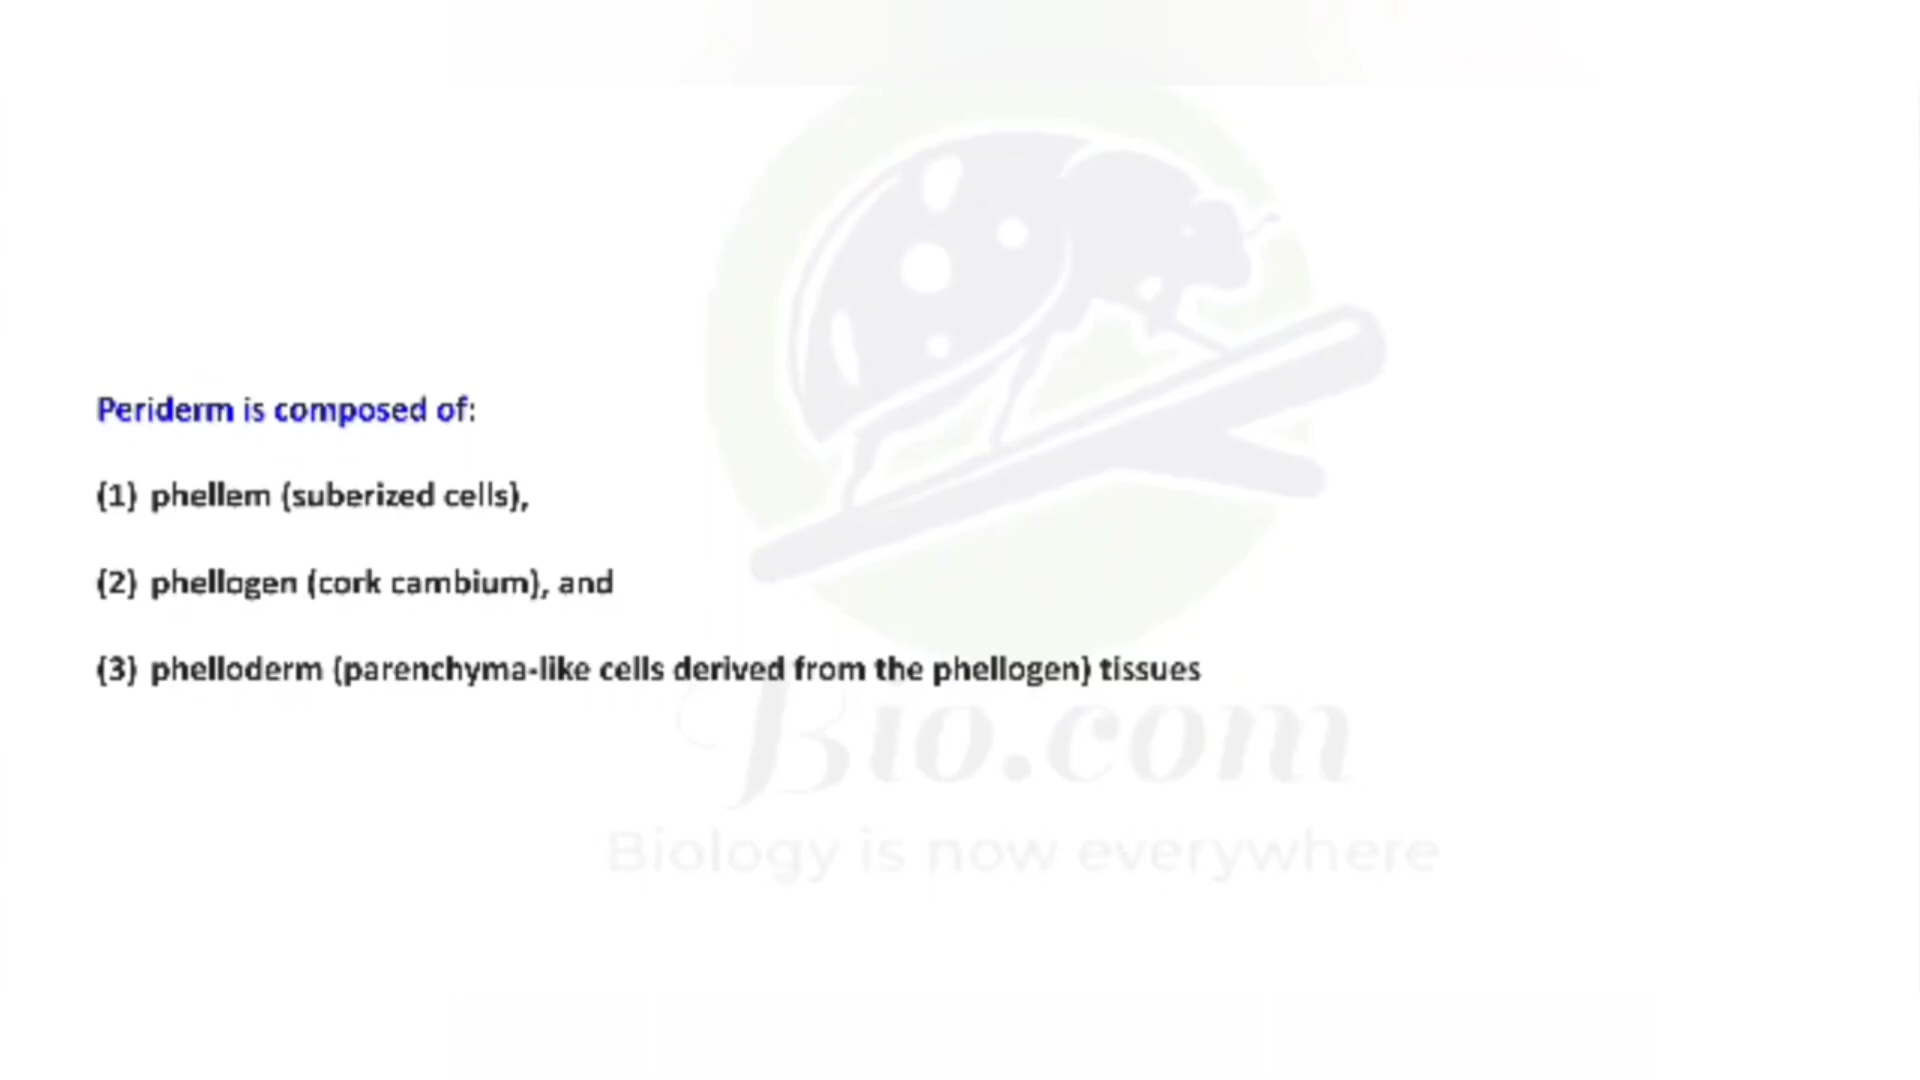 Periderm is composed of:
(1) phellem (suberized cells),
(2) phellogen (cork cambium), and
(3) phelloderm (parenchyma-like cells derived from the phellogen) tissues
Bio.com
Biology is now everywhere